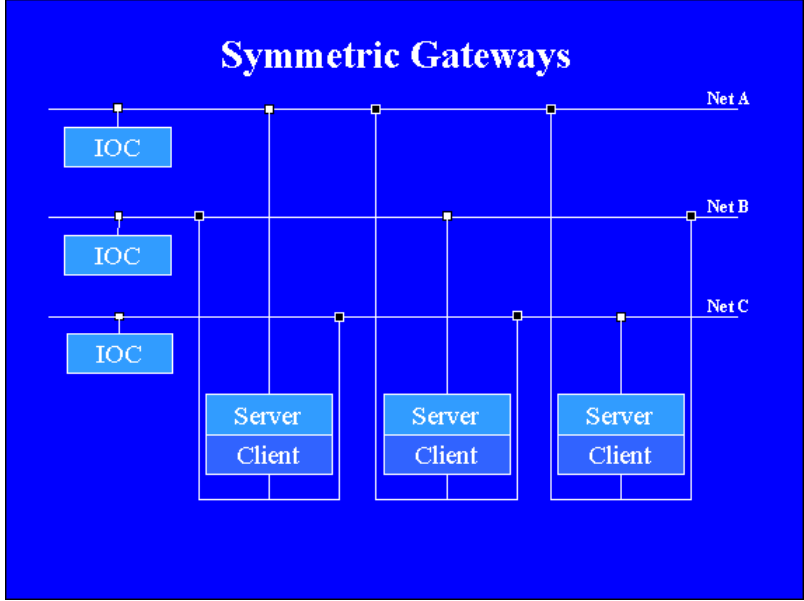 Symmetric Gateways
Net A
IOC
Net B
IOC
Net C
IOC
Server Server Server
Client Client Client